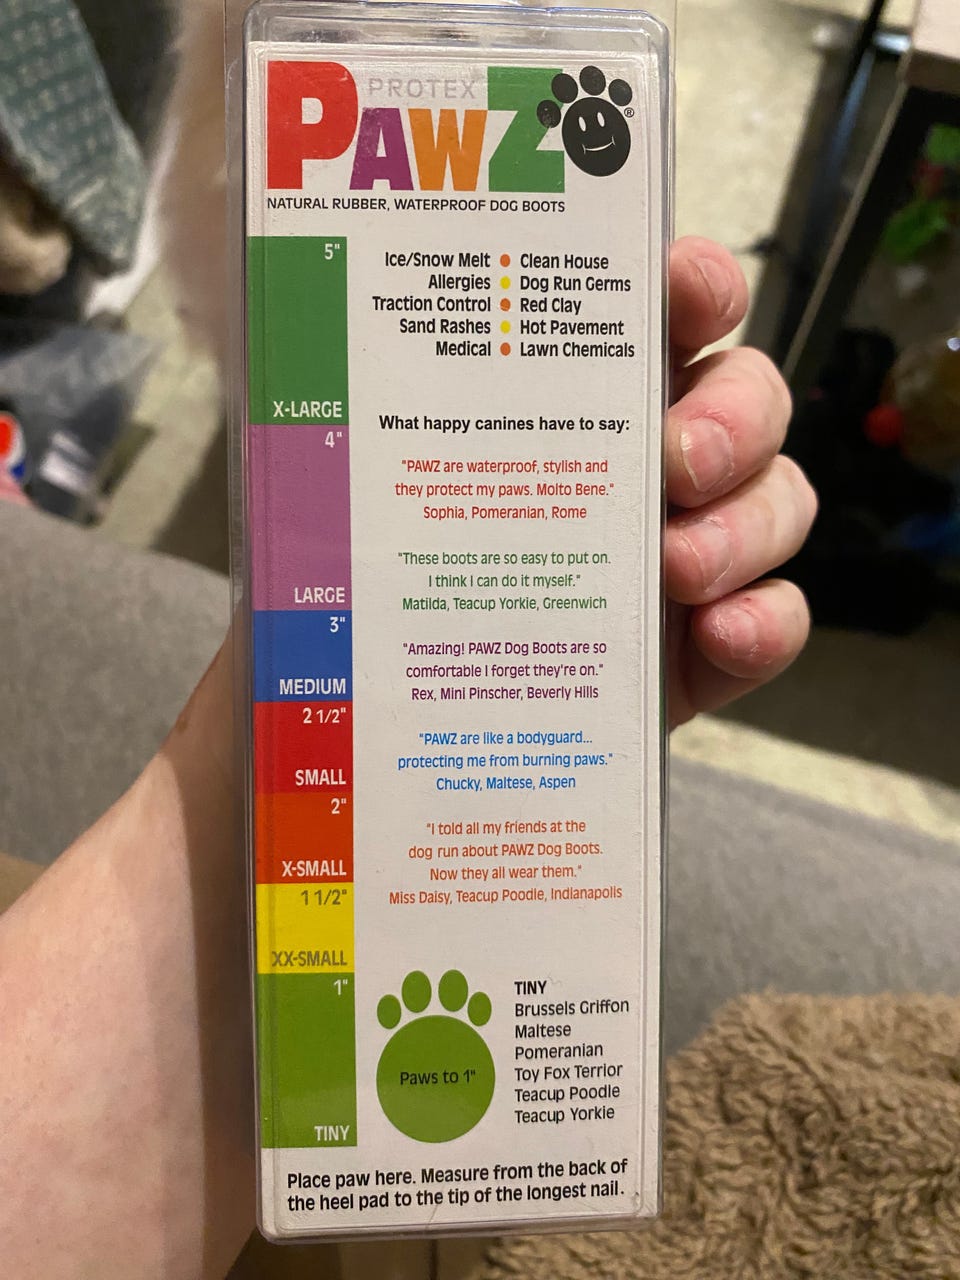 PROTEX
PAWZ®
NATURAL RUBBER, WATERPROOF DOG BOOTS
5"
X-LARGE
4"
LARGE
3"
MEDIUM
2 1/2"
SMALL
2"
X-SMALL
1 1/2"
XX-SMALL
1"
TINY
Ice/Snow Melt • Clean House
Allergies • Dog Run Germs
Traction Control • Red Clay
Sand Rashes • Hot Pavement
Medical • Lawn Chemicals
What happy canines have to say:
"PAWZ are waterproof, stylish and
they protect my paws. Molto Bene."
Sophia, Pomeranian, Rome
"These boots are so easy to put on.
I think I can do it myself."
Matilda, Teacup Yorkie, Greenwich
"Amazing! PAWZ Dog Boots are so
comfortable I forget they're on."
Rex, Mini Pinscher, Beverly Hills
"PAWZ are like a bodyguard...
protecting me from burning paws."
Chucky, Maltese, Aspen
"I told all my friends at the
dog run about PAWZ Dog Boots.
Now they all wear them."
Miss Daisy, Teacup Poodle, Indianapolis
Paws to 1"
TINY
Brussels Griffon
Maltese
Pomeranian
Toy Fox Terrior
Teacup Poodle
Teacup Yorkie
Place paw here. Measure from the back of
the heel pad to the tip of the longest nail.